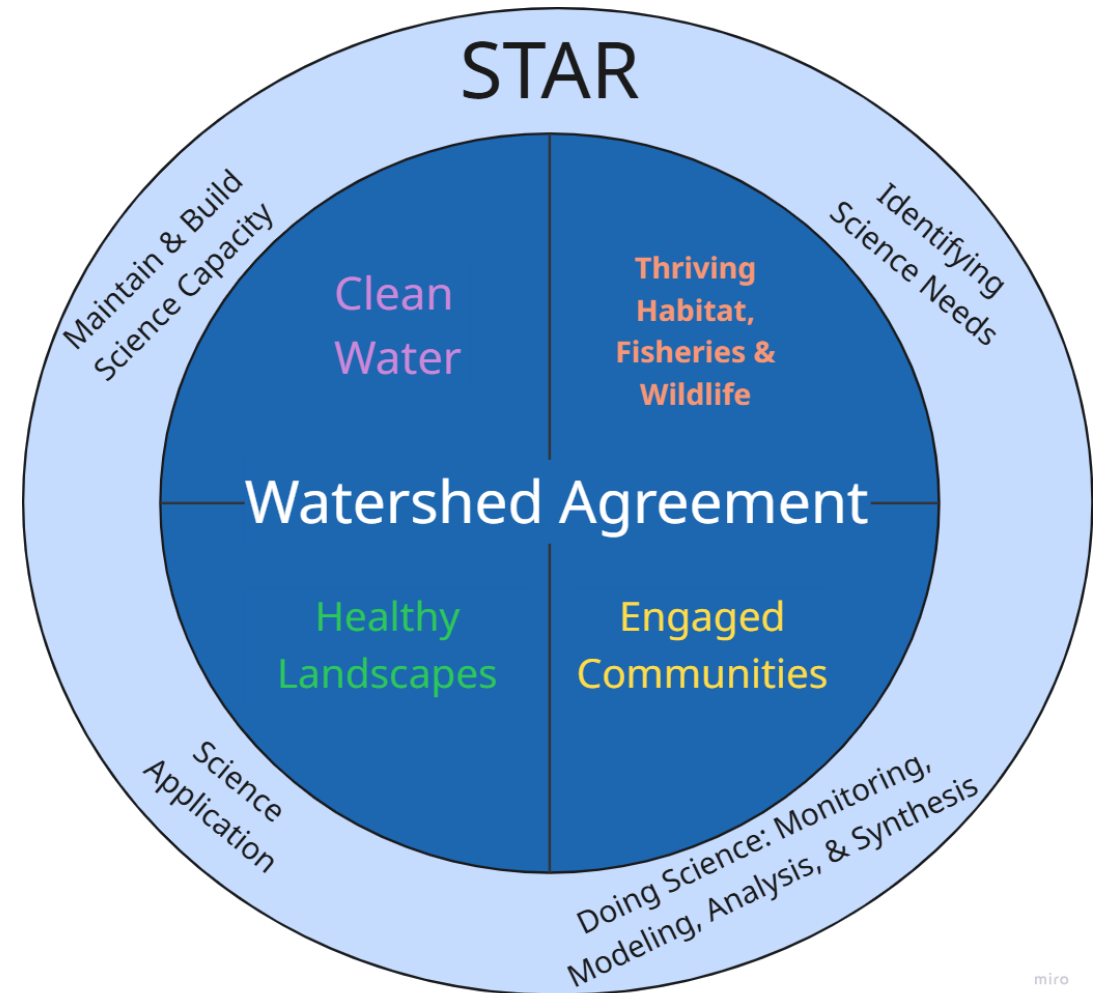 STAR
Maintain & Build
Science Capacity
Identifying
Science Needs
Clean
Water
Thriving
Habitat,
Fisheries &
Wildlife
Watershed Agreement
Healthy
Landscapes
Engaged
Communities
Science
Application
Doing Science: Monitoring,
Modeling, Analysis, & Synthesis
miro